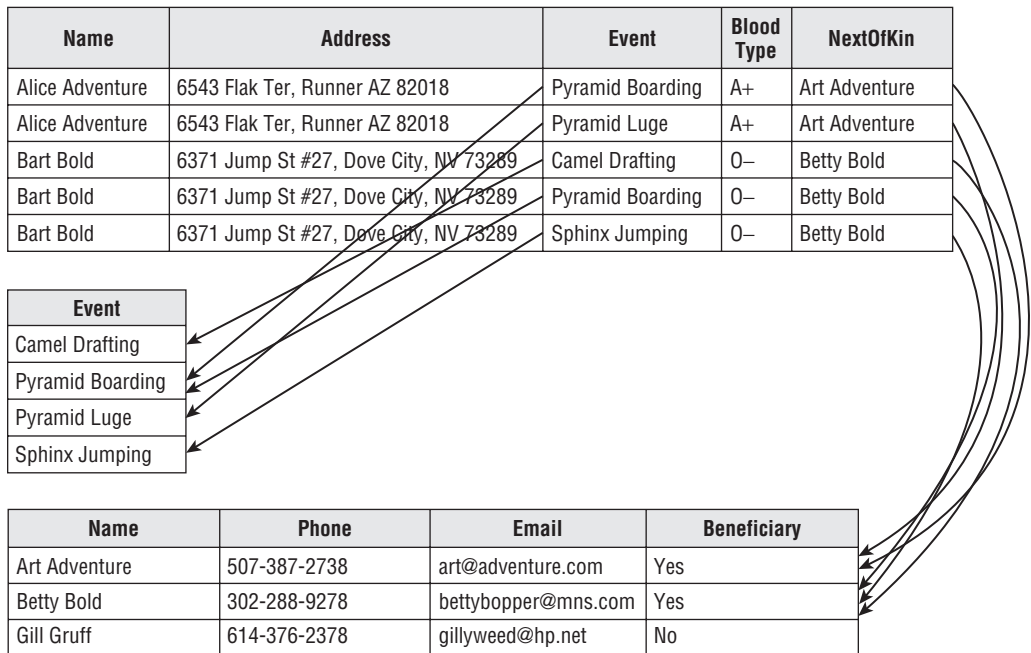 Name Address Event Blood Type NextOfKin
Alice Adventure 6543 Flak Ter, Runner AZ 82018 Pyramid Boarding A+ Art Adventure
Alice Adventure 6543 Flak Ter, Runner AZ 82018 Pyramid Luge A+ Art Adventure
Bart Bold 6371 Jump St #27, Dove City, NV 73289 Camel Drafting O– Betty Bold
Bart Bold 6371 Jump St #27, Dove City, NV 73289 Pyramid Boarding O– Betty Bold
Bart Bold 6371 Jump St #27, Dove City, NV 73289 Sphinx Jumping O– Betty Bold
Event
Camel Drafting
Pyramid Boarding
Pyramid Luge
Sphinx Jumping
Name Phone Email Beneficiary
Art Adventure 507-387-2738 art@adventure.com Yes
Betty Bold 302-288-9278 bettybopper@mns.com Yes
Gill Gruff 614-376-2378 gillyweed@hp.net No